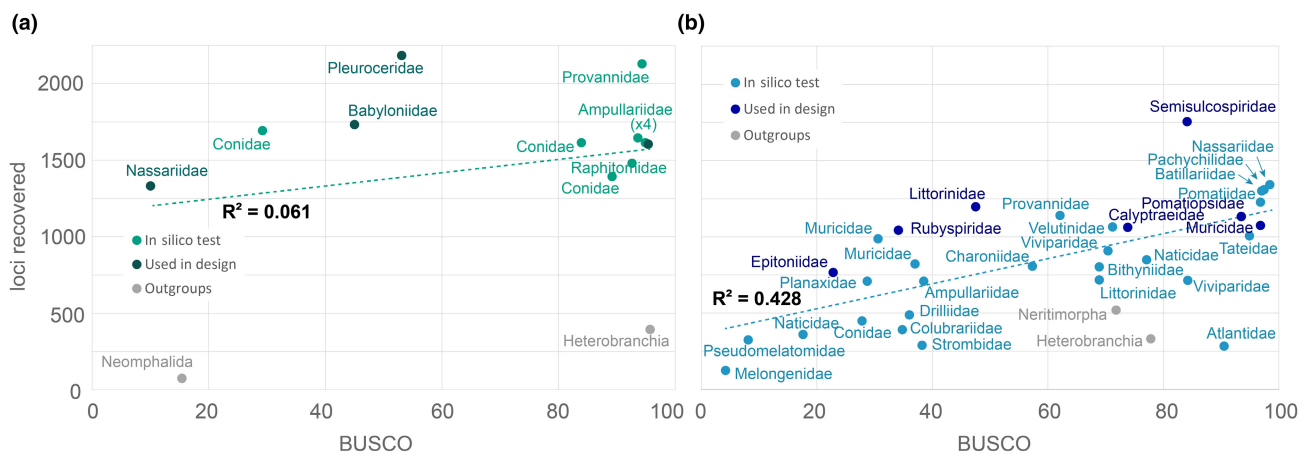 (a)
(b)
loci recovered
2000
1500
1000
500
0
Pleuroceridae
Provannidae
Babyloniidae
Ampullariidae
(x4)
Conidae
Conidae
Raphitomidae
Nassariidae
Conidae
R² = 0.061
In silico test
Used in design
Outgroups
Heterobranchia
Neomphalida
0 20 40 60 80 100
BUSCO
In silico test
Used in design
Outgroups
Semisulcospiridae
Nassariidae
Pachychilidae
Batillariidae
Pomatiidae
Littorinidae
Provannidae
Pomatiopsidae
Calyptraeidae
Muricidae
Rubyspiridae
Velutinidae
Muricidae
Viviparidae
Tateidae
Muricidae
Charoniidae
Naticidae
Epitoniidae
Bithyniidae
Planaxidae
Ampullariidae
Littorinidae
Viviparidae
R² = 0.428
Drilliidae
Neritimorpha
Naticidae
Conidae
Colubrariidae
Atlantidae
Heterobranchia
Strombidae
Pseudomelatomidae
Melongenidae
0 20 40 60 80 100
BUSCO